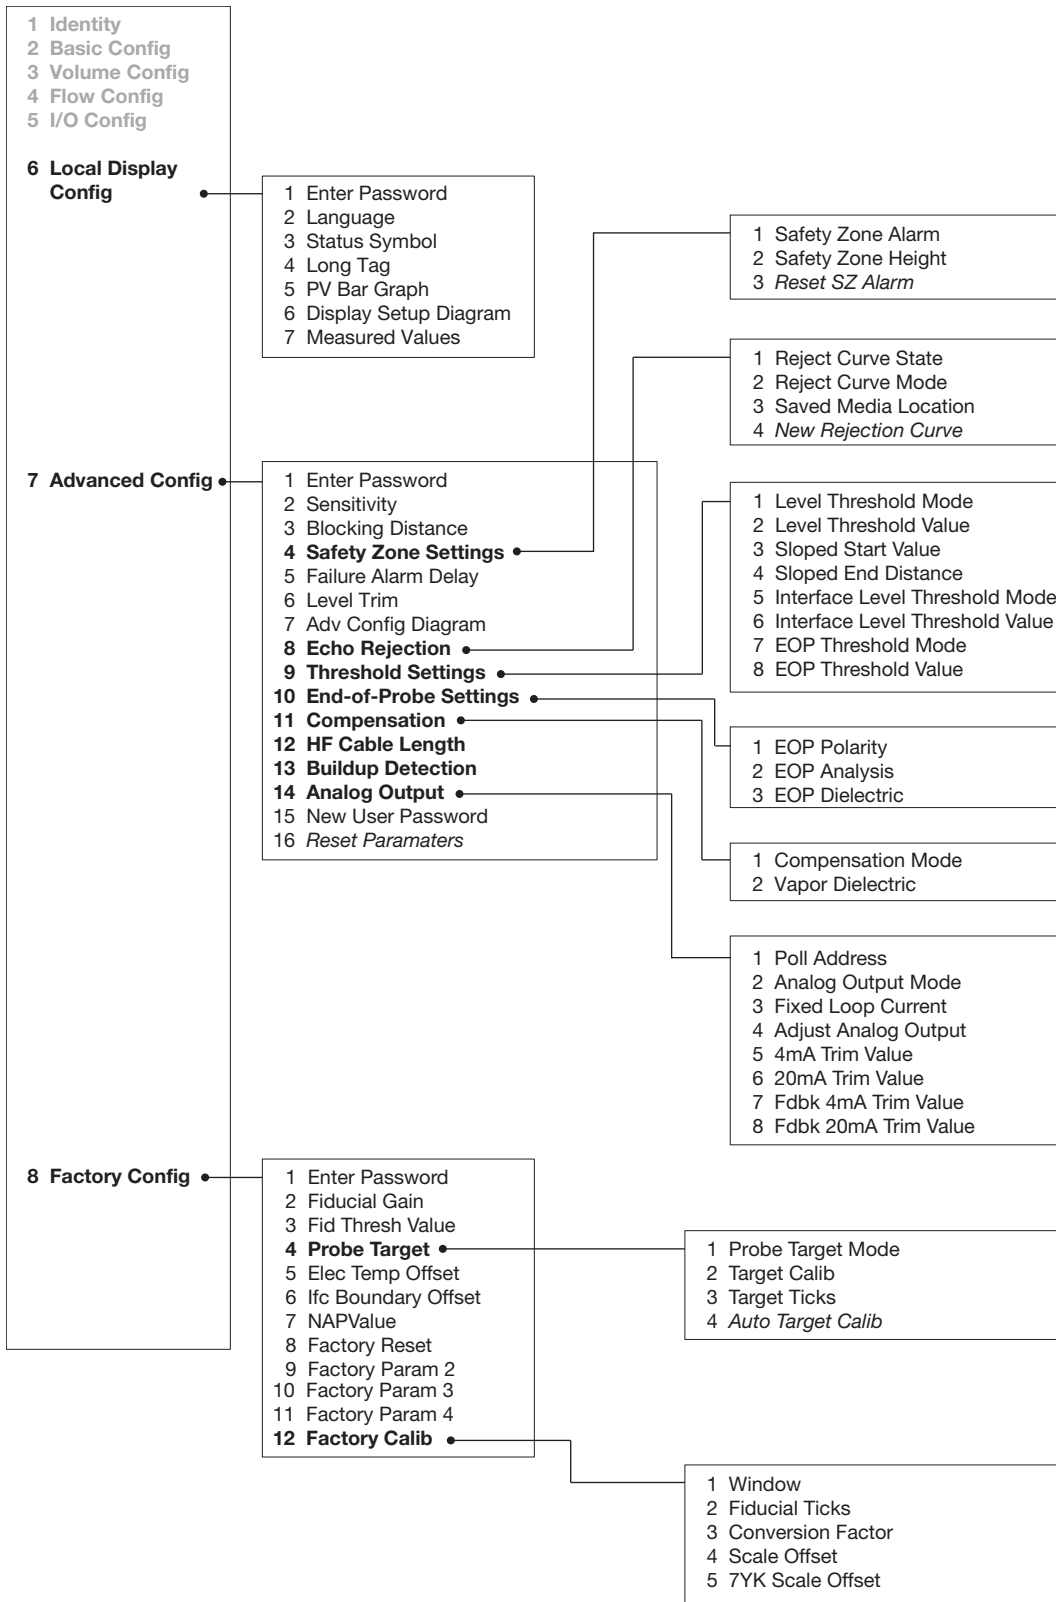 1 Identity
2 Basic Config
3 Volume Config
4 Flow Config
5 I/O Config
6 Local Display
Config
1 Enter Password
2 Language
3 Status Symbol
4 Long Tag
5 PV Bar Graph
6 Display Setup Diagram
7 Measured Values
7 Advanced Config
1 Enter Password
2 Sensitivity
3 Blocking Distance
4 Safety Zone Settings
5 Failure Alarm Delay
6 Level Trim
7 Adv Config Diagram
8 Echo Rejection
9 Threshold Settings
10 End-of-Probe Settings
11 Compensation
12 HF Cable Length
13 Buildup Detection
14 Analog Output
15 New User Password
16 Reset Paramaters
1 Safety Zone Alarm
2 Safety Zone Height
3 Reset SZ Alarm
1 Reject Curve State
2 Reject Curve Mode
3 Saved Media Location
4 New Rejection Curve
1 Level Threshold Mode
2 Level Threshold Value
3 Sloped Start Value
4 Sloped End Distance
5 Interface Level Threshold Mode
6 Interface Level Threshold Value
7 EOP Threshold Mode
8 EOP Threshold Value
1 EOP Polarity
2 EOP Analysis
3 EOP Dielectric
1 Compensation Mode
2 Vapor Dielectric
1 Poll Address
2 Analog Output Mode
3 Fixed Loop Current
4 Adjust Analog Output
5 4mA Trim Value
6 20mA Trim Value
7 Fdbk 4mA Trim Value
8 Fdbk 20mA Trim Value
8 Factory Config
1 Enter Password
2 Fiducial Gain
3 Fid Thresh Value
4 Probe Target
5 Elec Temp Offset
6 Ifc Boundary Offset
7 NAPValue
8 Factory Reset
9 Factory Param 2
10 Factory Param 3
11 Factory Param 4
12 Factory Calib
1 Probe Target Mode
2 Target Calib
3 Target Ticks
4 Auto Target Calib
1 Window
2 Fiducial Ticks
3 Conversion Factor
4 Scale Offset
5 7YK Scale Offset